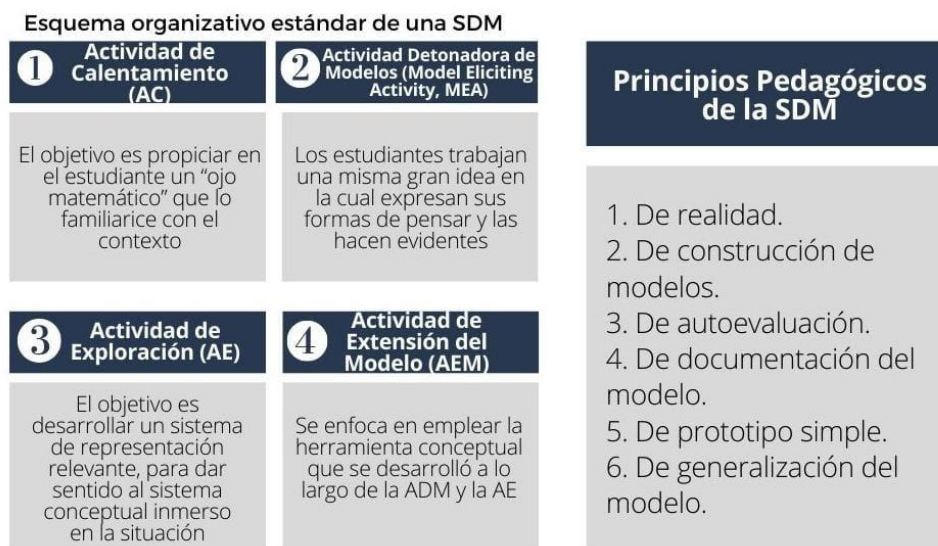 Esquema organizativo estándar de una SDM
1
Actividad de
Calentamiento
(AC)
El objetivo es propiciar en
el estudiante un “ojo
matemático” que lo
familiarice con el
contexto
2
Actividad Detonadora de
Modelos (Model Eliciting
Activity, MEA)
Los estudiantes trabajan
una misma gran idea en
la cual expresan sus
formas de pensar y las
hacen evidentes
3
Actividad de
Exploración (AE)
El objetivo es
desarrollar un sistema
de representación
relevante, para dar
sentido al sistema
conceptual inmerso
en la situación
4
Actividad de
Extensión del
Modelo (AEM)
Se enfoca en emplear la
herramienta conceptual
que se desarrolló a lo
largo de la ADM y la AE
Principios Pedagógicos
de la SDM
1. De realidad.
2. De construcción de
modelos.
3. De autoevaluación.
4. De documentación del
modelo.
5. De prototipo simple.
6. De generalización del
modelo.